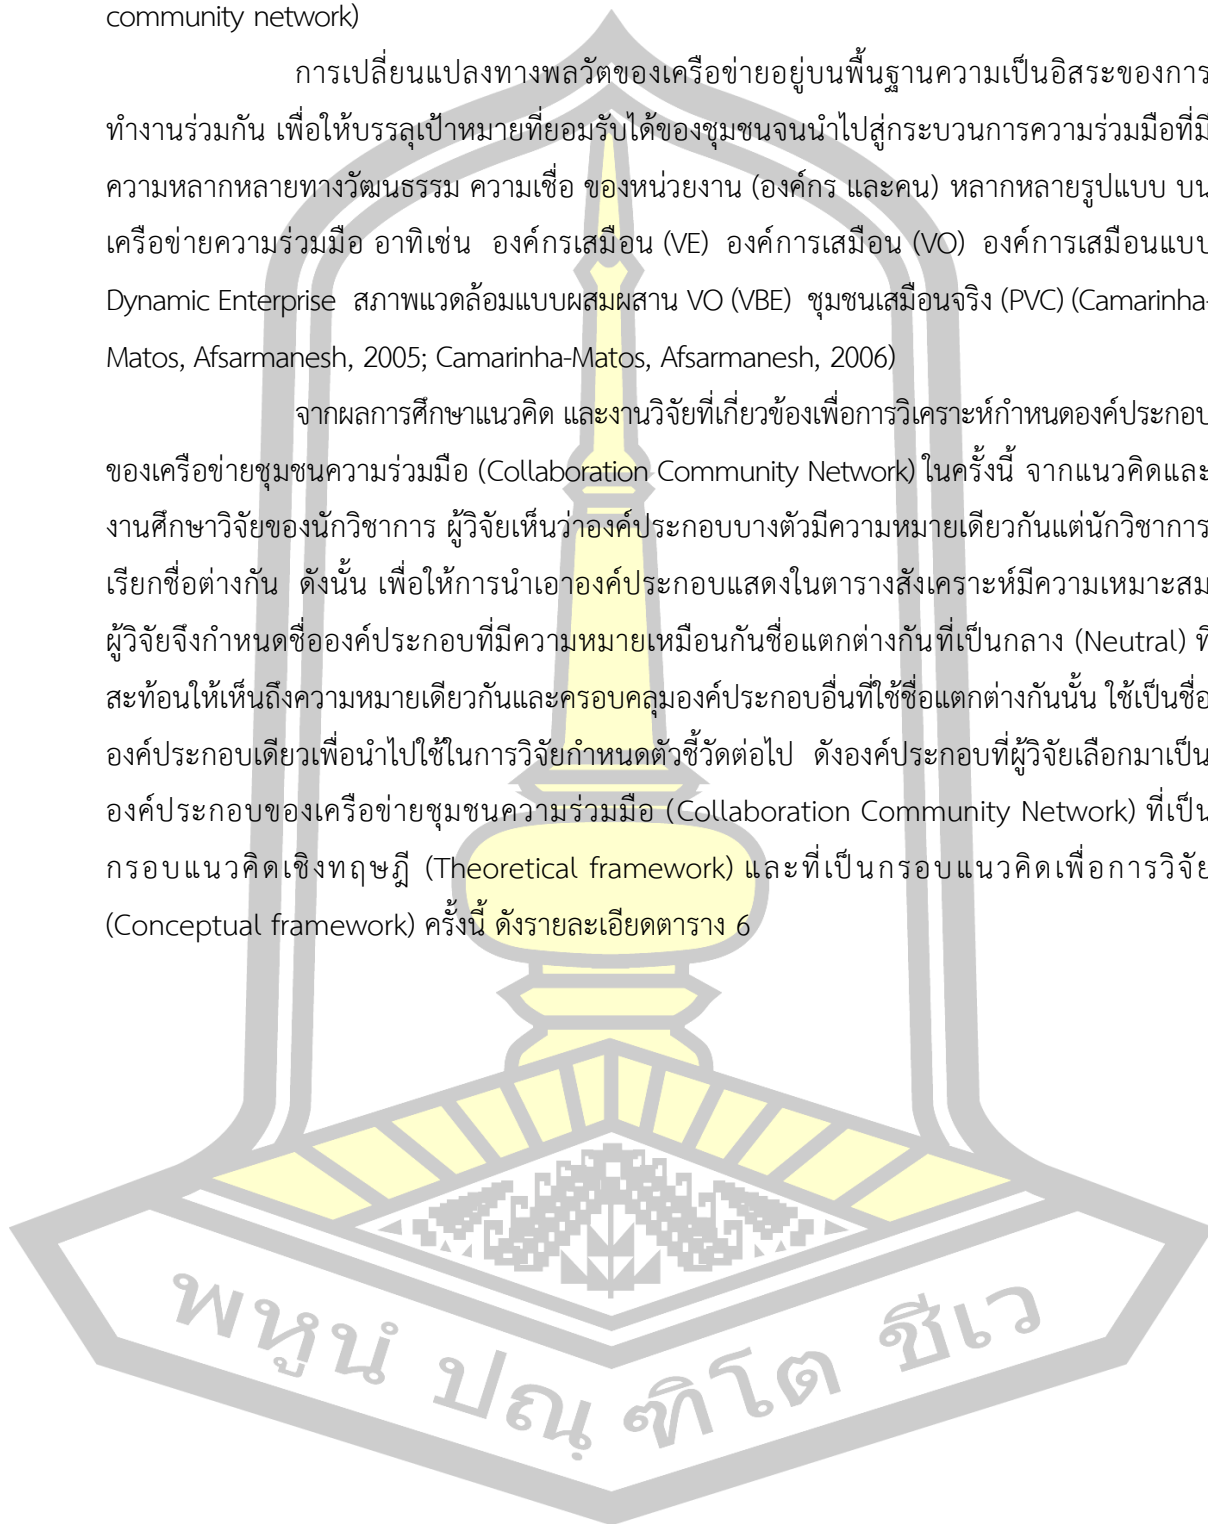 community network)
การเปลี่ยนแปลงทางพลวัตของเครือข่ายอยู่บนพื้นฐานความเป็นอิสระของการ
ทำงานร่วมกัน เพื่อให้บรรลุเป้าหมายที่ยอมรับได้ของชุมชนจนนำไปสู่กระบวนการความร่วมมือที่มี
ความหลากหลายทางวัฒนธรรม ความเชื่อ ของหน่วยงาน (องค์กร และคน) หลากหลายรูปแบบ บน
เครือข่ายความร่วมมือ อาทิเช่น องค์กรเสมือน (VE) องค์การเสมือน (VO) องค์การเสมือนแบบ
Dynamic Enterprise สภาพแวดล้อมแบบผสมผสาน VO (VBE) ชุมชนเสมือนจริง (PVC) (Camarinha-
Matos, Afsarmanesh, 2005; Camarinha-Matos, Afsarmanesh, 2006)
จากผลการศึกษาแนวคิด และงานวิจัยที่เกี่ยวข้องเพื่อการวิเคราะห์กำหนดองค์ประกอบ
ของเครือข่ายชุมชนความร่วมมือ (Collaboration Community Network) ในครั้งนี้ จากแนวคิดและ
งานศึกษาวิจัยของนักวิชาการ ผู้วิจัยเห็นว่าองค์ประกอบบางตัวมีความหมายเดียวกันแต่นักวิชาการ
เรียกชื่อต่างกัน ดังนั้น เพื่อให้การนำเอาองค์ประกอบแสดงในตารางสังเคราะห์มีความเหมาะสม
ผู้วิจัยจึงกำหนดชื่อองค์ประกอบที่มีความหมายเหมือนกันชื่อแตกต่างกันที่เป็นกลาง (Neutral) ที่
สะท้อนให้เห็นถึงความหมายเดียวกันและครอบคลุมองค์ประกอบอื่นที่ใช้ชื่อแตกต่างกันนั้น ใช้เป็นชื่อ
องค์ประกอบเดียวเพื่อนำไปใช้ในการวิจัยกำหนดตัวชี้วัดต่อไป ดังองค์ประกอบที่ผู้วิจัยเลือกมาเป็น
องค์ประกอบของเครือข่ายชุมชนความร่วมมือ (Collaboration Community Network) ที่เป็น
กรอบแนวคิดเชิงทฤษฎี (Theoretical framework) และที่เป็นกรอบแนวคิดเพื่อการวิจัย
(Conceptual framework) ครั้งนี้ ดังรายละเอียดตาราง 6
พหูนํ ปณฺฑิโต ชีเว